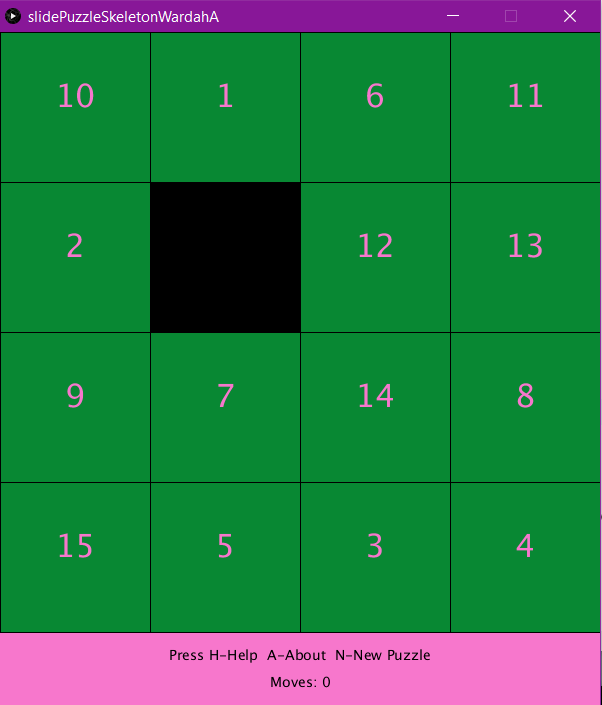 slidePuzzleSkeletonWardahA
10 1 6 11
2 12 13
9 7 14 8
15 5 3 4
Press H-Help A-About N-New Puzzle
Moves: 0